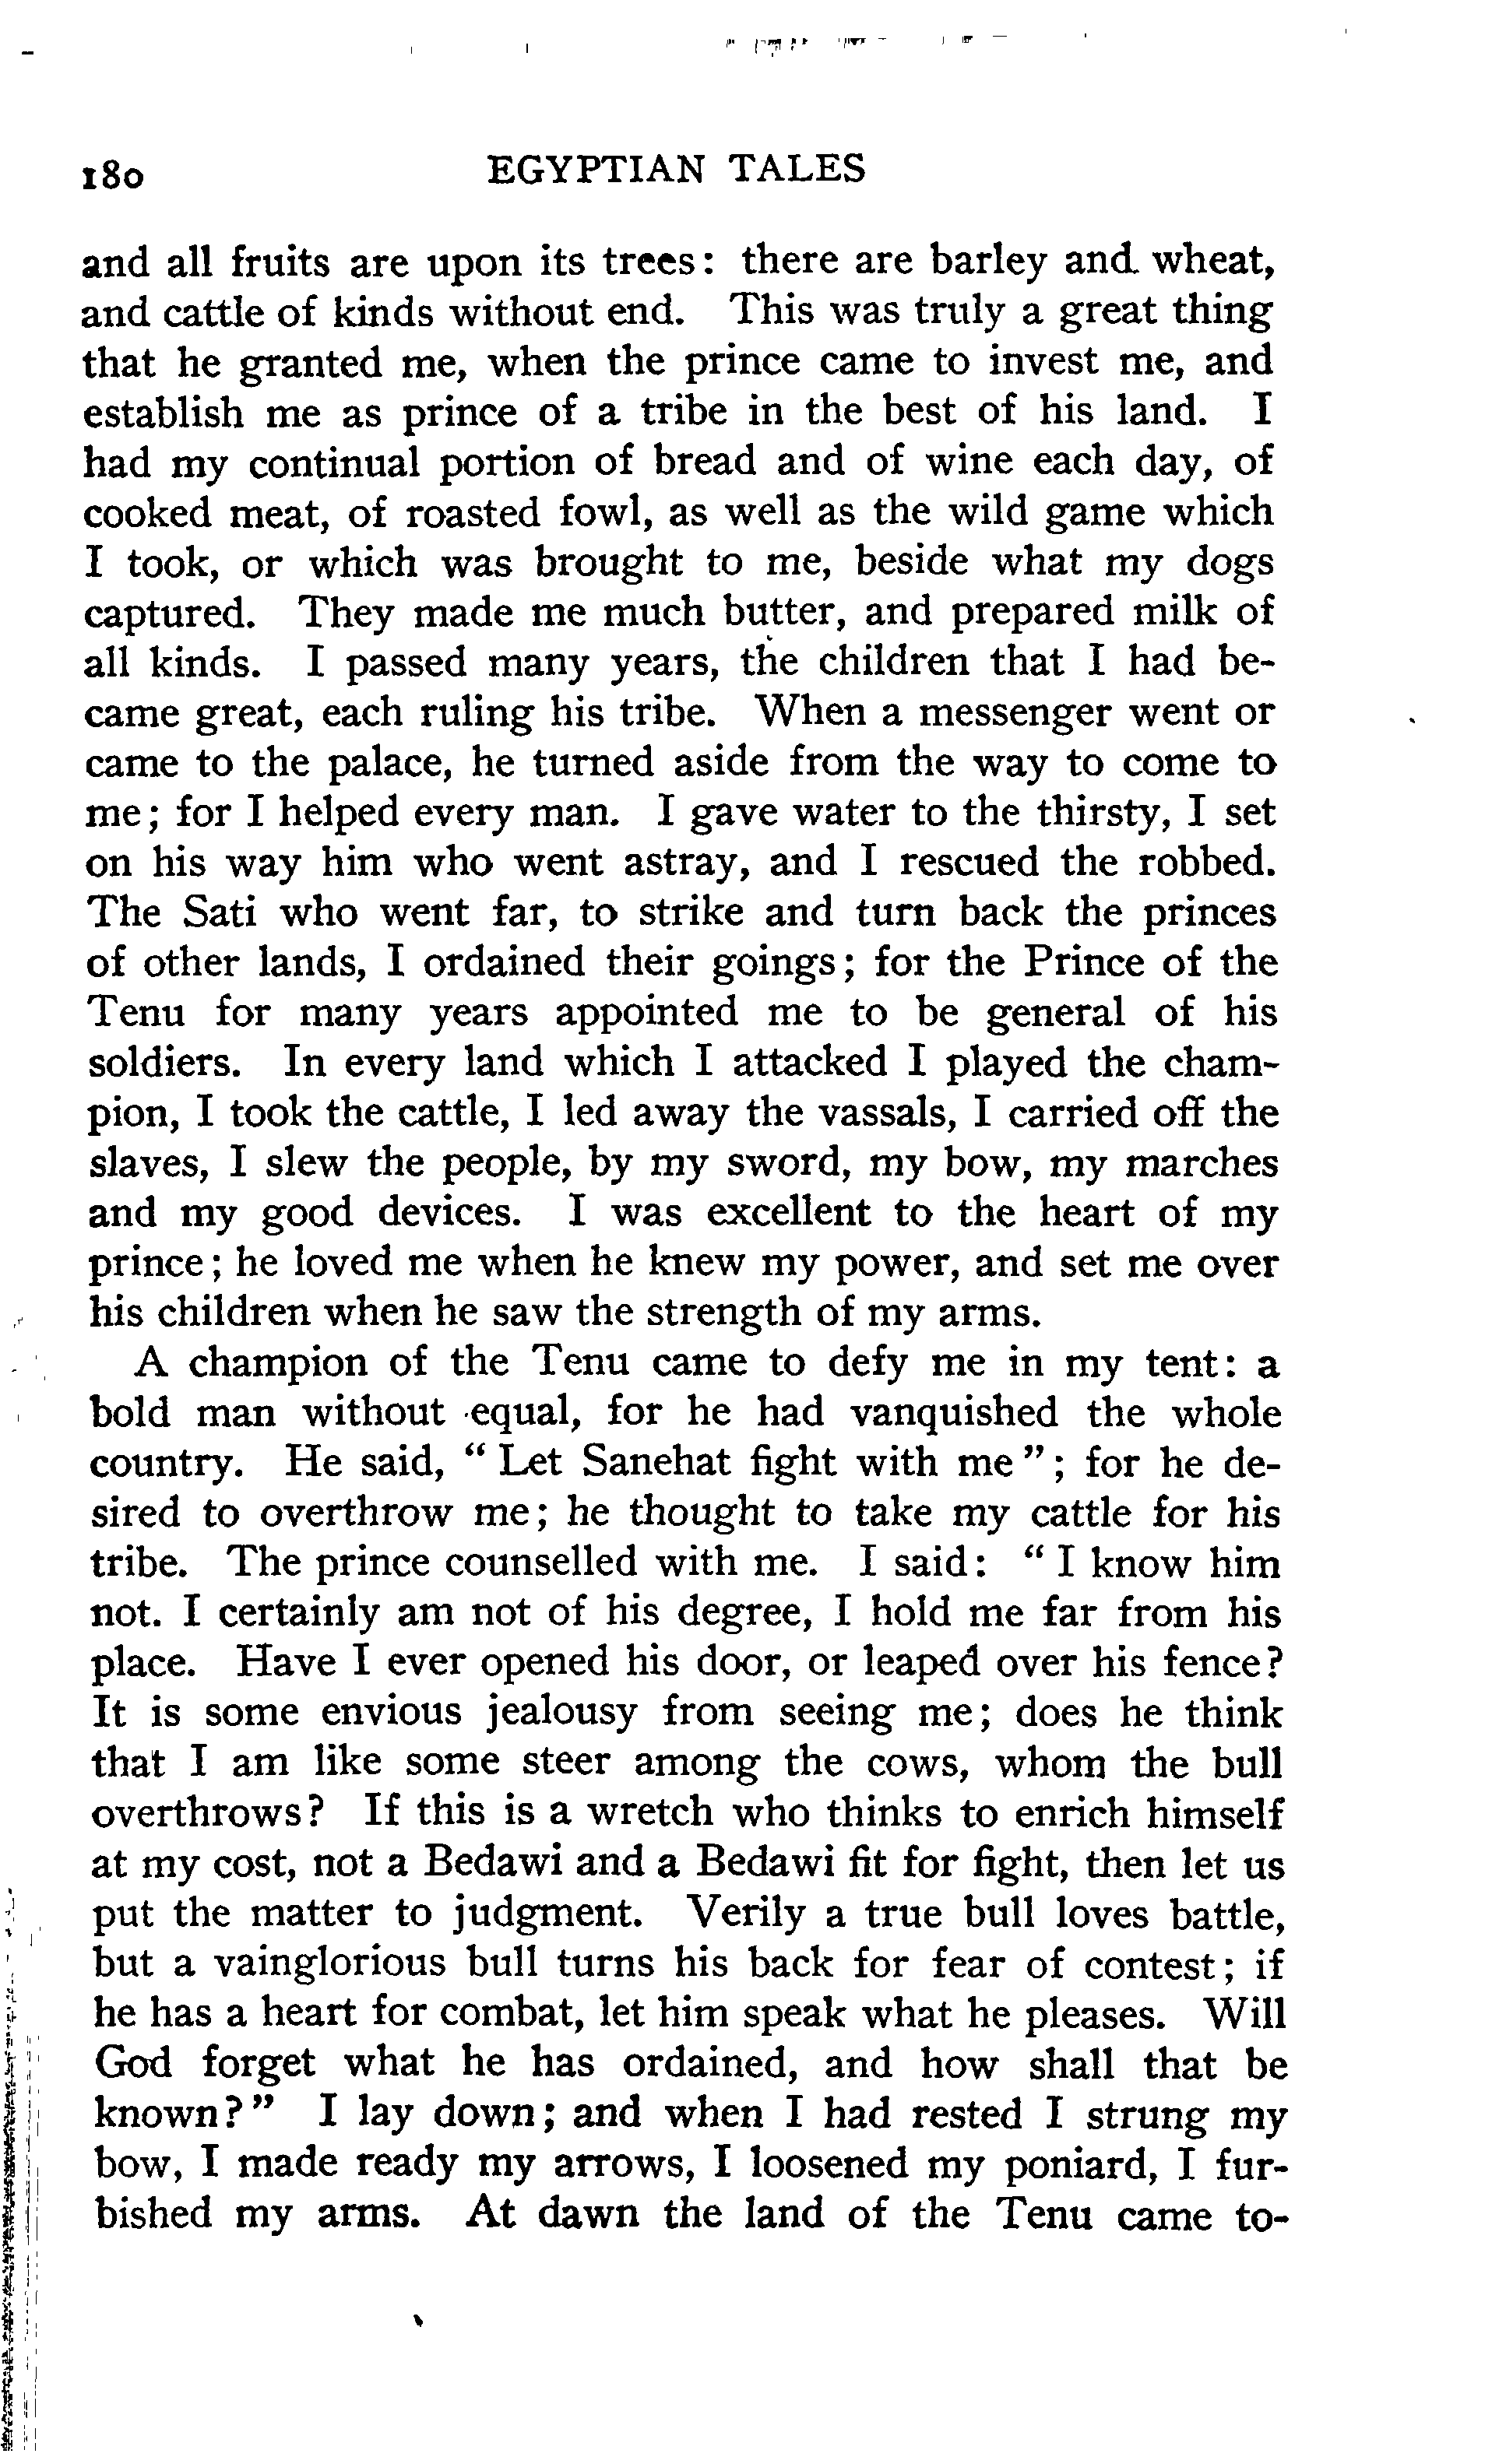 180 EGYPTIAN TALES
and all fruits are upon its trees: there are barley and wheat,
and cattle of kinds without end. This was truly a great thing
that he granted me, when the prince came to invest me, and
establish me as prince of a tribe in the best of his land. I
had my continual portion of bread and of wine each day, of
cooked meat, of roasted fowl, as well as the wild game which
I took, or which was brought to me, beside what my dogs
captured. They made me much butter, and prepared milk of
all kinds. I passed many years, the children that I had be-
came great, each ruling his tribe. When a messenger went or
came to the palace, he turned aside from the way to come to
me; for I helped every man. I gave water to the thirsty, I set
on his way him who went astray, and I rescued the robbed.
The Sati who went far, to strike and turn back the princes
of other lands, I ordained their goings; for the Prince of the
Tenu for many years appointed me to be general of his
soldiers. In every land which I attacked I played the cham-
pion, I took the cattle, I led away the vassals, I carried off the
slaves, I slew the people, by my sword, my bow, my marches
and my good devices. I was excellent to the heart of my
prince; he loved me when he knew my power, and set me over
his children when he saw the strength of my arms.
A champion of the Tenu came to defy me in my tent: a
bold man without equal, for he had vanquished the whole
country. He said, "Let Sanehat fight with me"; for he de-
sired to overthrow me; he thought to take my cattle for his
tribe. The prince counselled with me. I said: "I know him
not. I certainly am not of his degree, I hold me far from his
place. Have I ever opened his door, or leaped over his fence?
It is some envious jealousy from seeing me; does he think
that I am like some steer among the cows, whom the bull
overthrows? If this is a wretch who thinks to enrich himself
at my cost, not a Bedawi and a Bedawi fit for fight, then let us
put the matter to judgment. Verily a true bull loves battle,
but a vainglorious bull turns his back for fear of contest; if
he has a heart for combat, let him speak what he pleases. Will
God forget what he has ordained, and how shall that be
known?" I lay down; and when I had rested I strung my
bow, I made ready my arrows, I loosened my poniard, I fur-
bished my arms. At dawn the land of the Tenu came to-